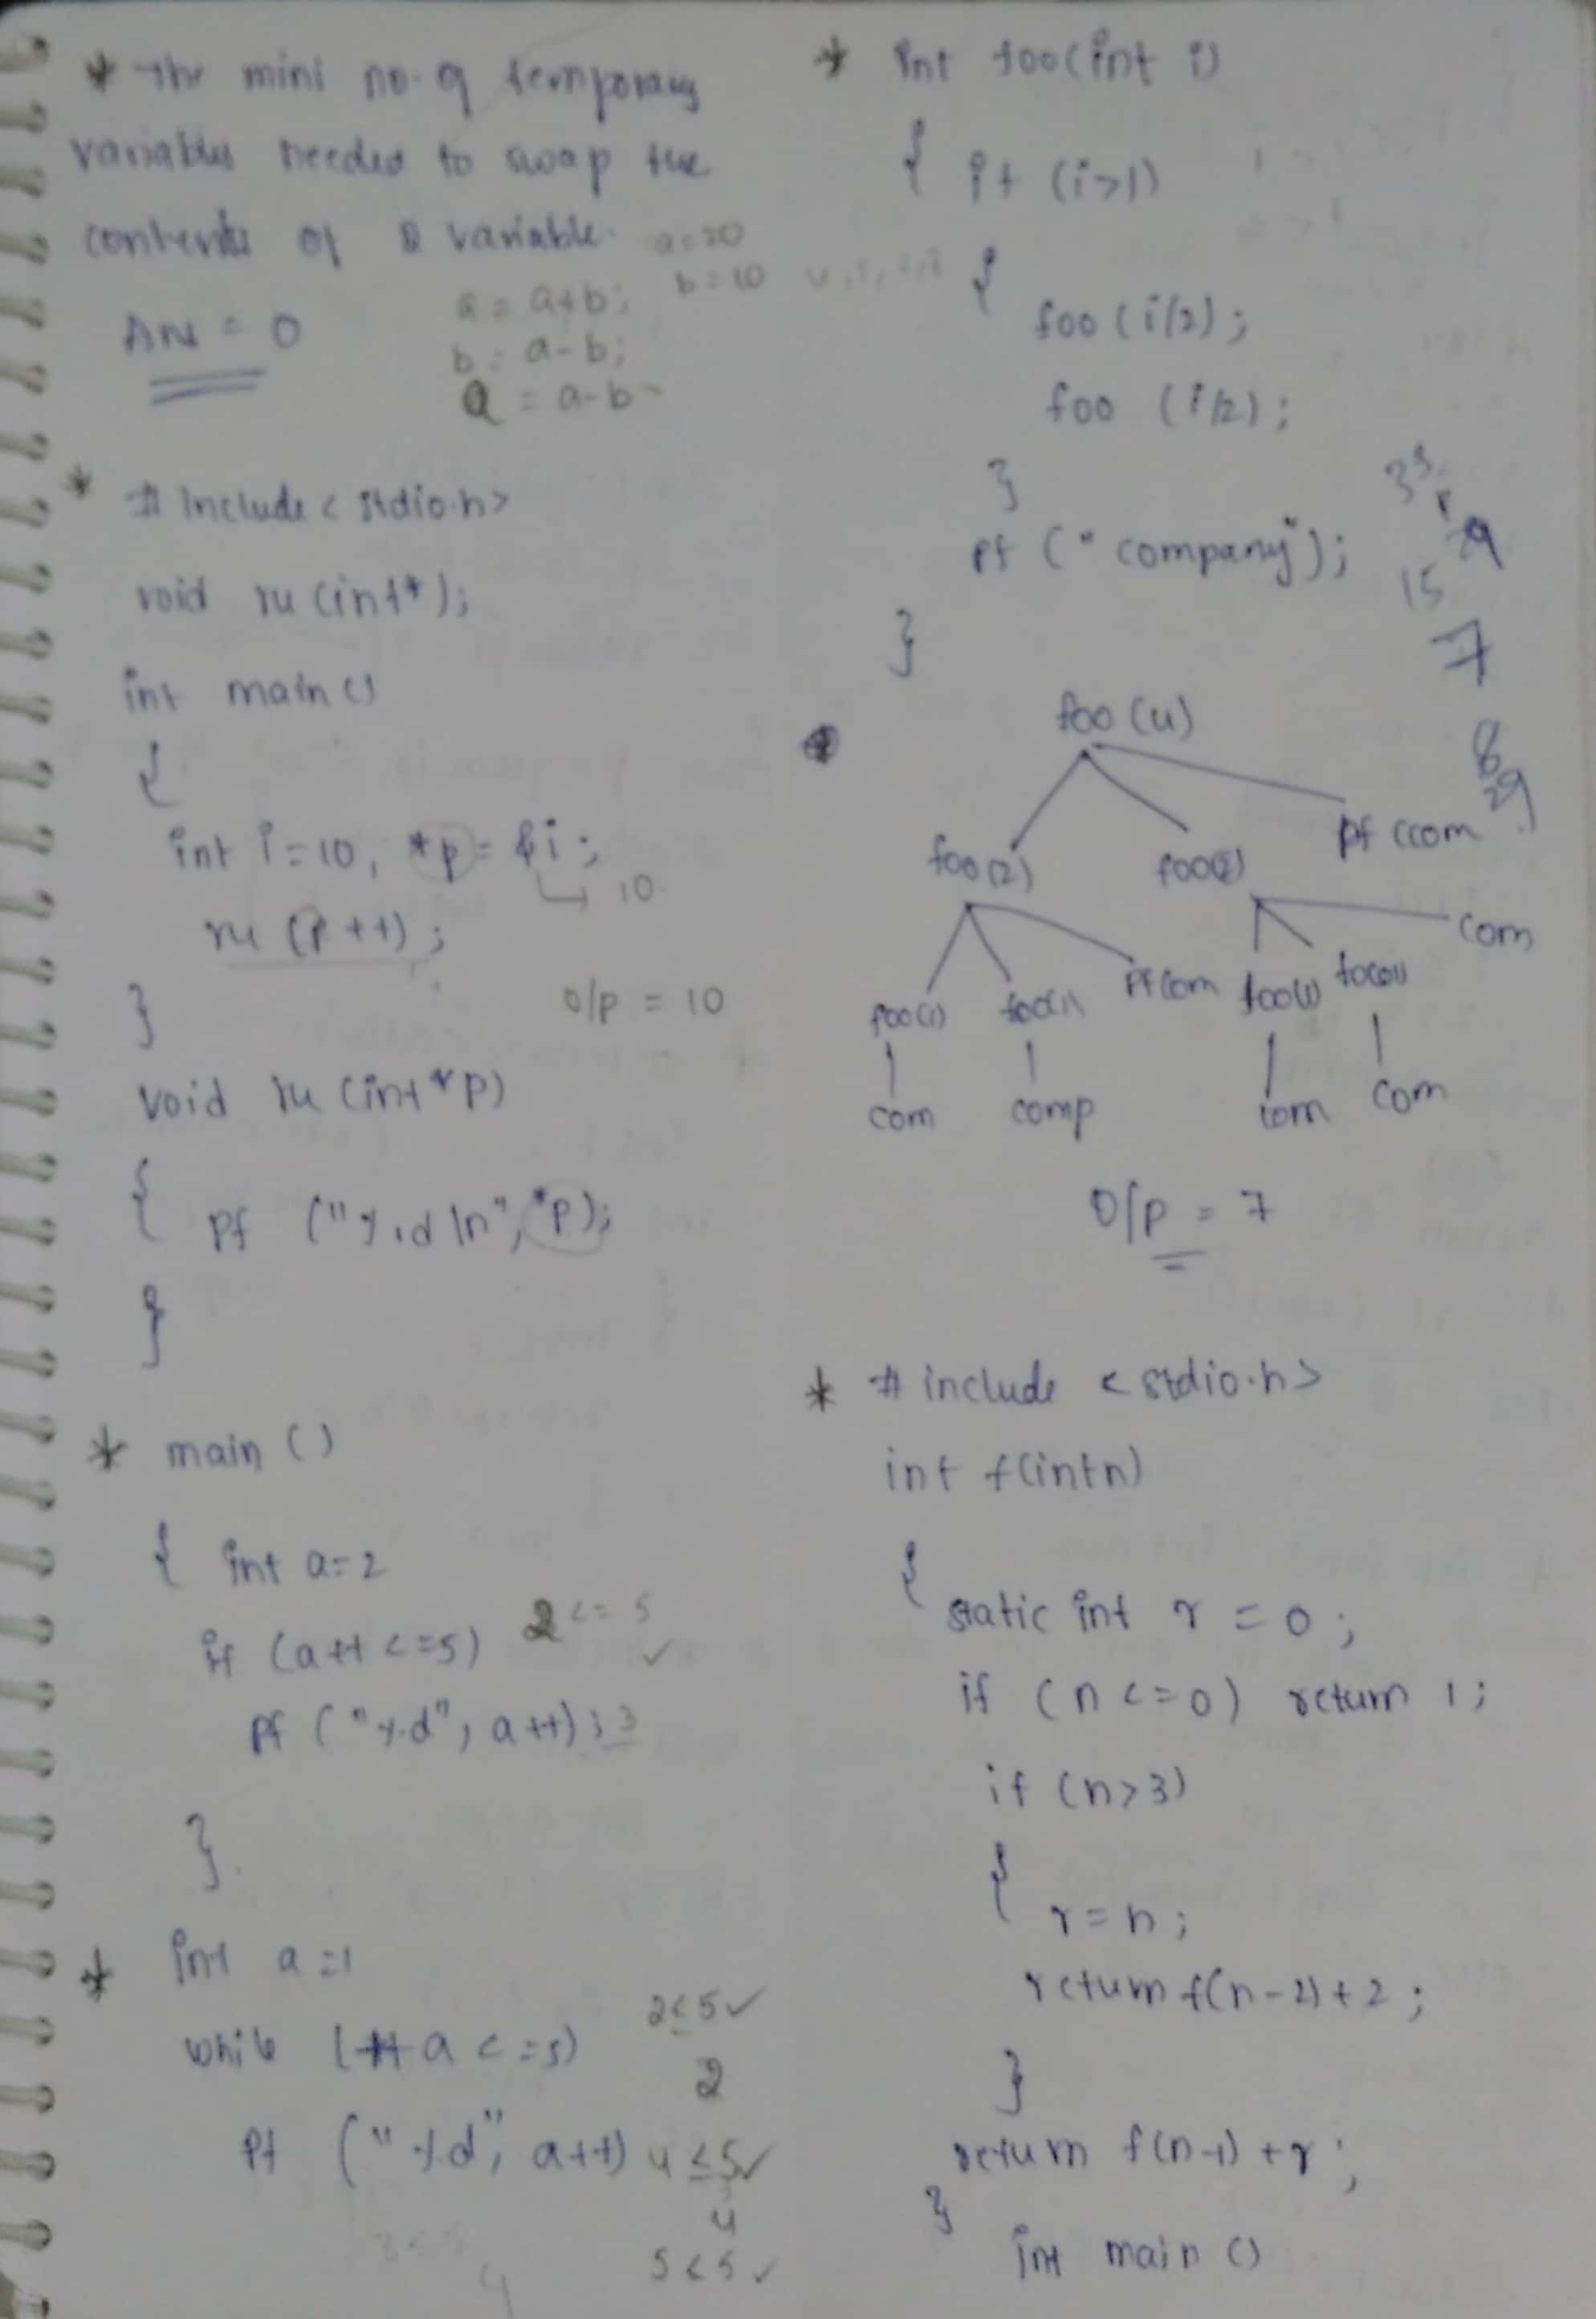 * The mini no. of temporary
variables needed to swap the
contents of 2 variable. a=20
b=10
a = a+b;
b = a-b;
a = a-b
Ans = 0
* # include < stdio.h>
void ru (int*);
int main ()
{
int i=10, *p = &i;
→ 10
ru (p++);
}
o/p = 10
void ru (int *p)
{ pf ("%d \n", *p);
}
* main ()
{ int a=2
if (a++ <=5) 2 <= 5 ✓
pf ("%d", a++); 3
}
* int a=1
while (++a <=5) 2≤5 ✓
2
pf ("%d", a++) 4≤5 ✓
4
5<5 ✓
* int foo(int i)
{ if (i>1)
{
foo (i/2);
foo (i/2);
}
pf ("company");
}
15
7
foo (4)
foo(2) foo(2) pf (com
foo(1) foo(1) pf com foo(1) foo(1) com
com comp com com
O/p = 7
* # include < stdio.h>
int f(int n)
{
static int r = 0;
if (n <= 0) return 1;
if (n>3)
{
r=n;
return f(n-2)+2;
}
return f(n-1)+r;
}
int main ()